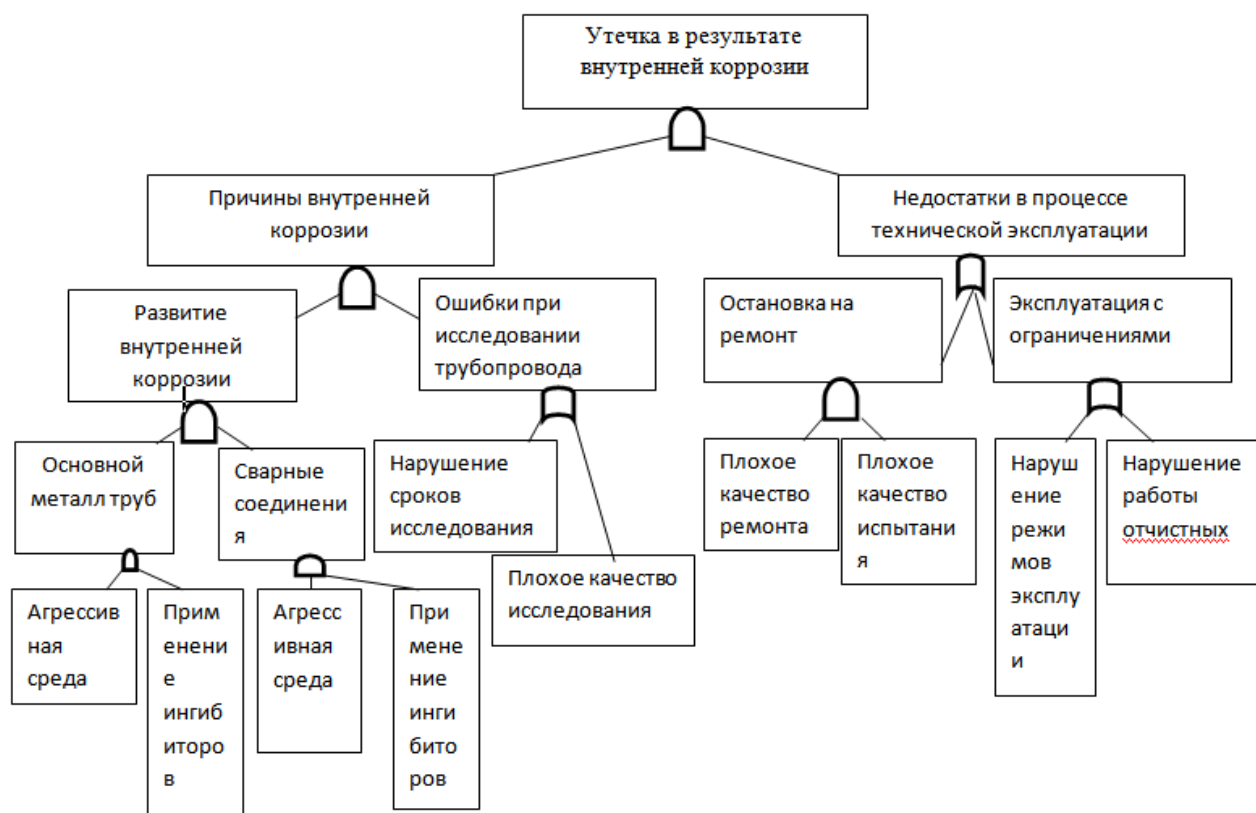 Утечка в результате
внутренней коррозии
Причины внутренней
коррозии
Недостатки в процессе
технической эксплуатации
Развитие
внутренней
коррозии
Ошибки при
исследовании
трубопровода
Остановка на
ремонт
Эксплуатация с
ограничениями
Основной
металл труб
Сварные
соединени
я
Нарушение
сроков
исследования
Плохое качество
исследования
Плохое
качество
ремонта
Плохое
качество
испытани
я
Наруш
ение
режи
мов
эксплу
атаци
и
Нарушение
работы
отчистных
Агрессив
ная
среда
Прим
енени
е
ингиб
иторо
в
Агресс
ивная
среда
При
мене
ние
инги
бито
ров